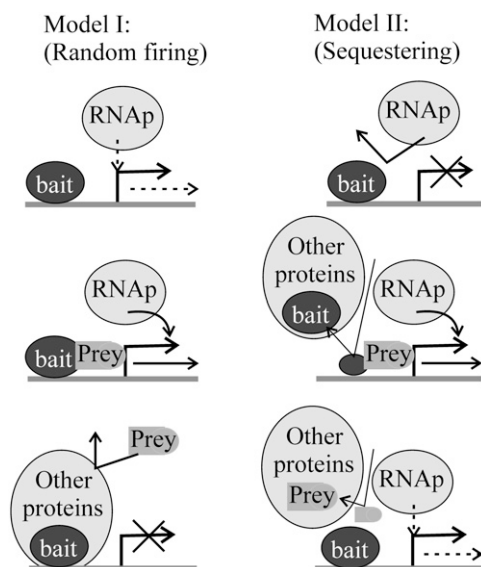 Model I:
(Random firing)
Model II:
(Sequestering)
RNAp
bait
RNAp
bait
RNAp
bait
Prey
Other
proteins
bait
RNAp
Prey
Prey
Other
proteins
bait
Other
proteins
Prey
RNAp
bait